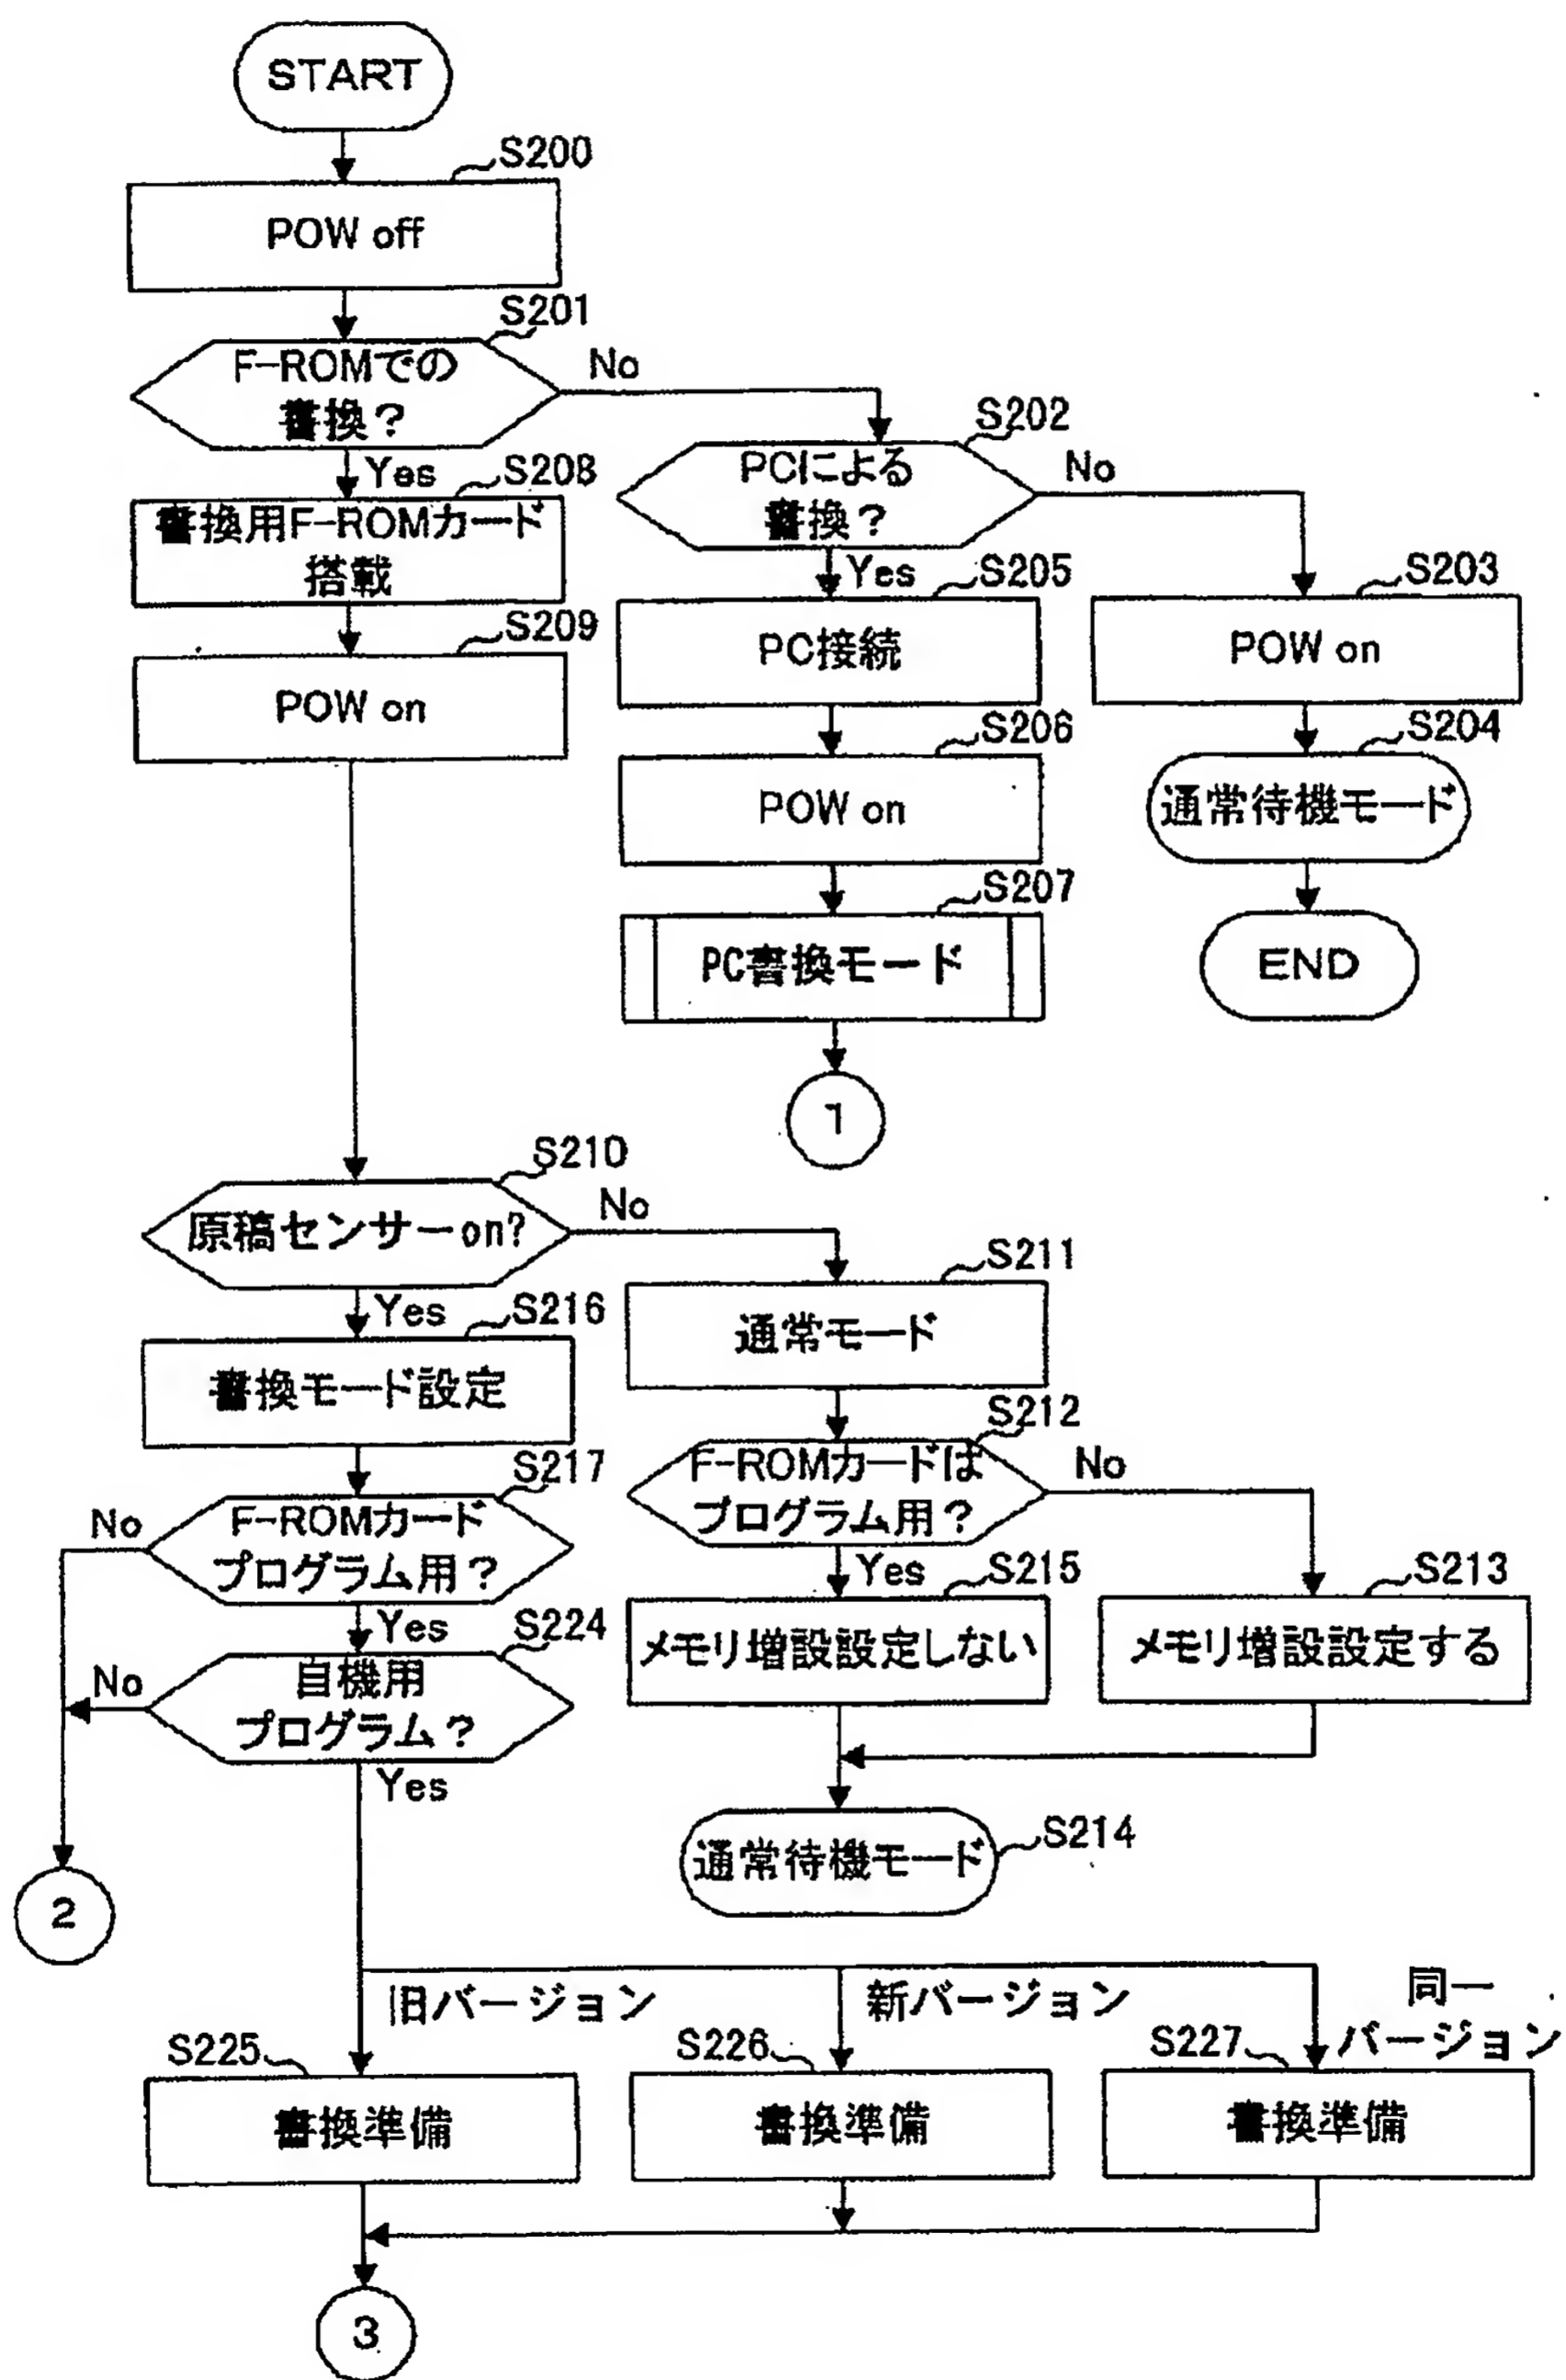 START
S200
POW off
S201
F-ROMでの
書換?
No
S202
PCによる
書換?
No
Yes
S208
書換用F-ROMカード
搭載
Yes
S205
PC接続
S203
POW on
S209
POW on
S206
POW on
S204
通常待機モード
S207
PC書換モード
END
1
S210
原稿センサーon?
No
S211
通常モード
Yes
S216
書換モード設定
S212
F-ROMカードは
プログラム用?
No
S217
F-ROMカード
プログラム用?
No
Yes
S215
メモリ増設設定しない
S213
メモリ増設設定する
Yes
S224
自機用
プログラム?
No
Yes
S214
通常待機モード
2
旧バージョン
新バージョン
同一
バージョン
S225
書換準備
S226
書換準備
S227
書換準備
3